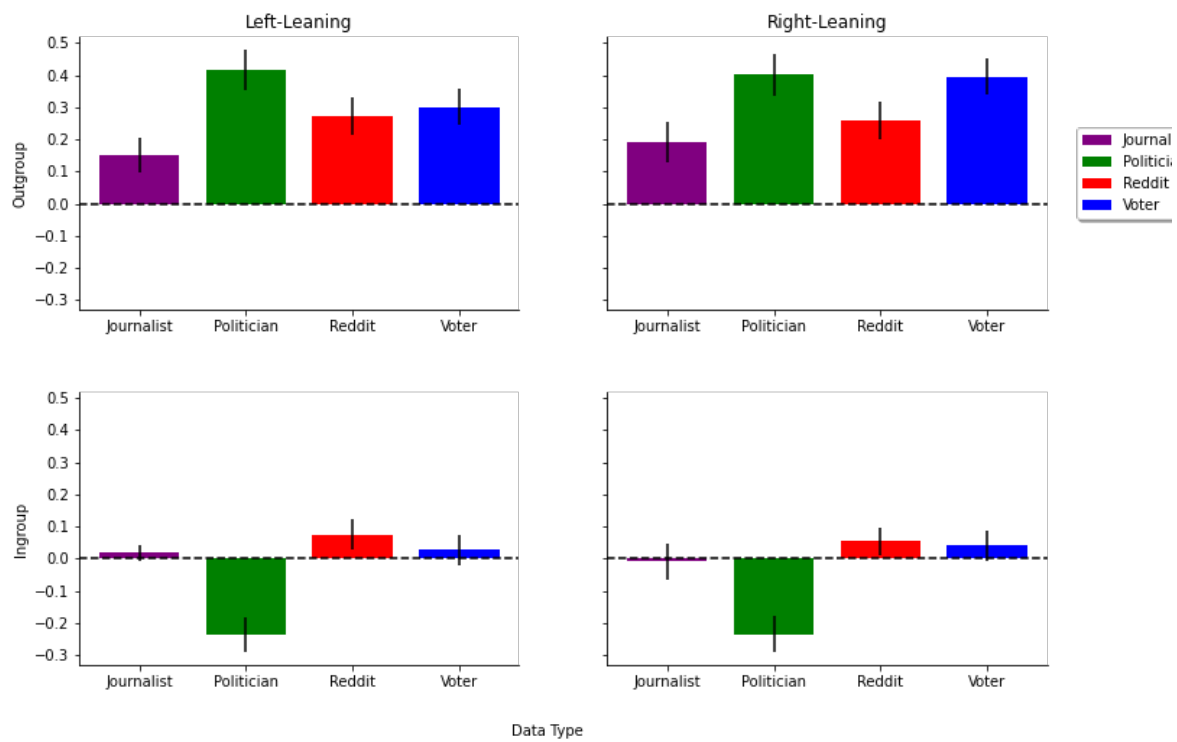 Left-Leaning
Right-Leaning
Outgroup
0.5
0.4
0.3
0.2
0.1
0.0
−0.1
−0.2
−0.3
Journalist Politician Reddit Voter
Journalist Politician Reddit Voter
Journal
Politicia
Reddit
Voter
Ingroup
0.5
0.4
0.3
0.2
0.1
0.0
−0.1
−0.2
−0.3
Journalist Politician Reddit Voter
Journalist Politician Reddit Voter
Data Type